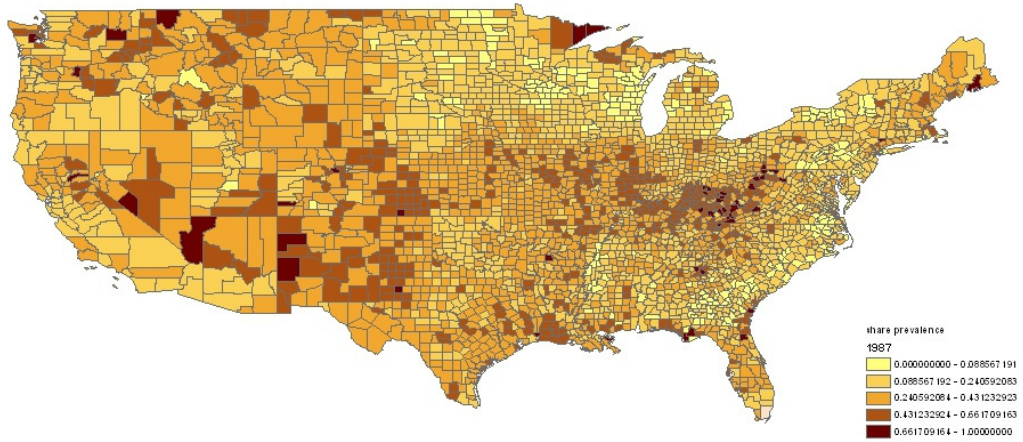 share prevalence
1987
0.000000000 - 0.088567191
0.088567192 - 0.240592083
0.240592084 - 0.431232923
0.431232924 - 0.661709163
0.661709164 - 1.00000000